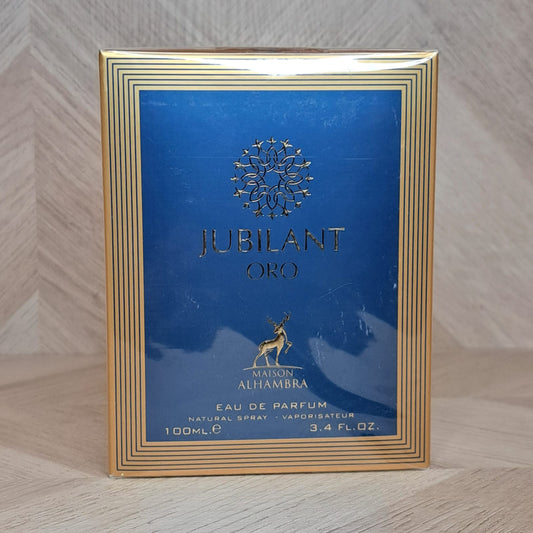 JUBILANT
ORO
MAISON
ALHAMBRA
EAU DE PARFUM
NATURAL SPRAY - VAPORISATEUR
100ML.℮ 3.4 FL.OZ.